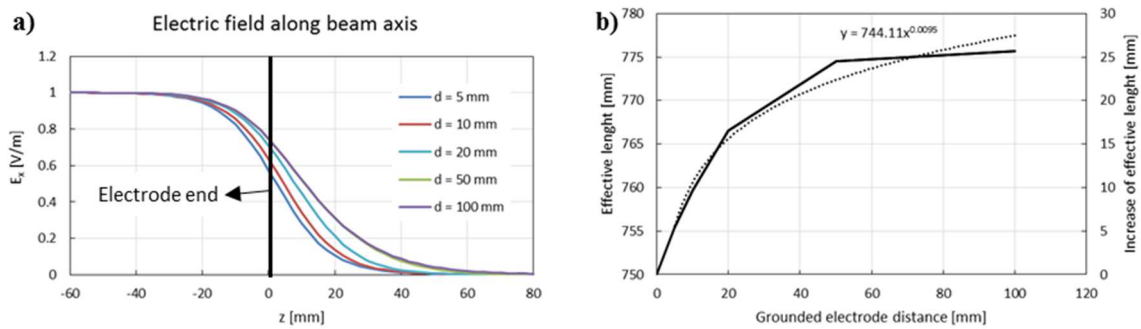 a)
Electric field along beam axis
1.2
1
0.8
0.6
0.4
0.2
0
Eₓ [V/m]
d = 5 mm
d = 10 mm
d = 20 mm
d = 50 mm
d = 100 mm
Electrode end
-60
-40
-20
0
20
40
60
80
z [mm]
b)
y = 744.11x^0.0095
780
775
770
765
760
755
750
Effective lenght [mm]
30
25
20
15
10
5
0
Increase of effective lenght [mm]
0
20
40
60
80
100
120
Grounded electrode distance [mm]